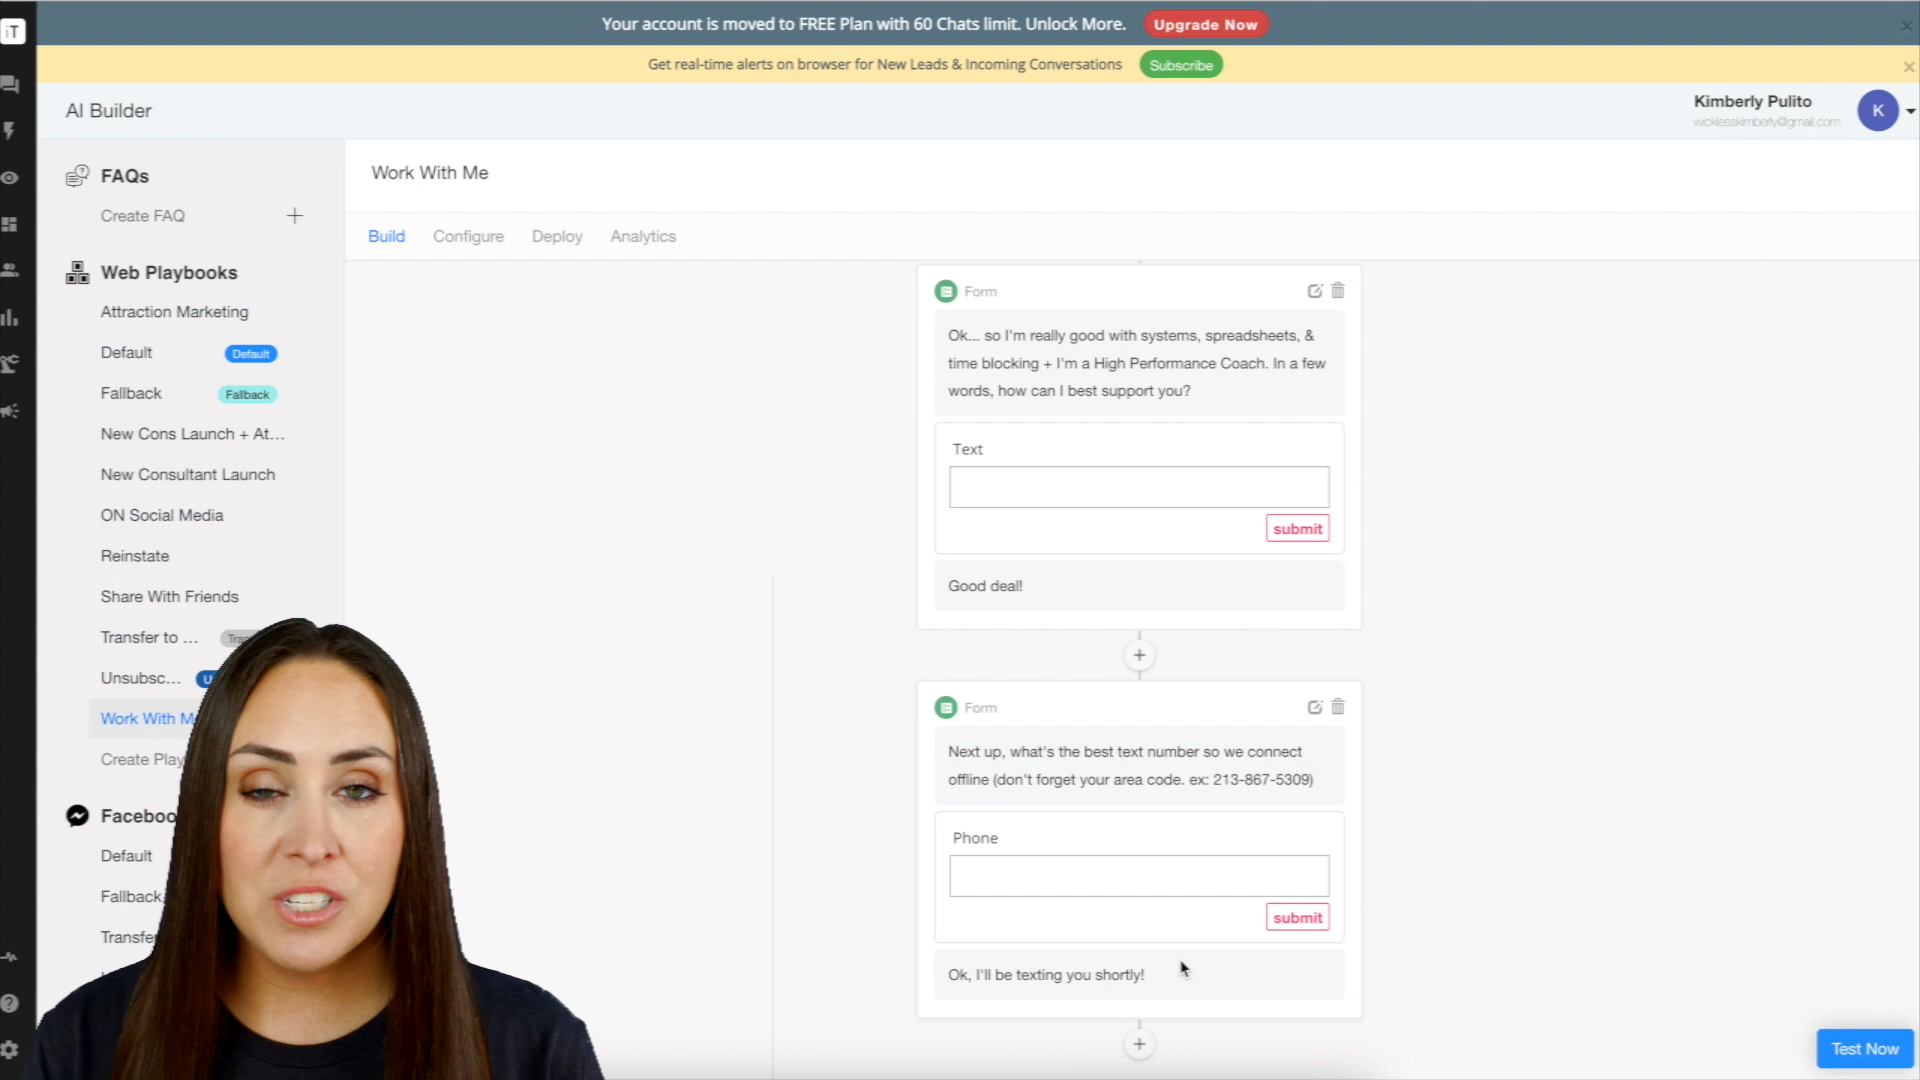 iT
Your account is moved to FREE Plan with 60 Chats limit. Unlock More. Upgrade Now
Get real-time alerts on browser for New Leads & Incoming Conversations Subscribe
AI Builder
Kimberly Pulito
wicklesskimberly@gmail.com
K
FAQs
Create FAQ
Web Playbooks
Attraction Marketing
Default Default
Fallback Fallback
New Cons Launch + At...
New Consultant Launch
ON Social Media
Reinstate
Share With Friends
Transfer to ...
Unsubsc... U
Work With M
Create Play
Faceboo
Default
Fallback
Transfe
Work With Me
Build Configure Deploy Analytics
Form
Ok... so I'm really good with systems, spreadsheets, &
time blocking + I'm a High Performance Coach. In a few
words, how can I best support you?
Text
submit
Good deal!
Form
Next up, what's the best text number so we connect
offline (don't forget your area code. ex: 213-867-5309)
Phone
submit
Ok, I'll be texting you shortly!
Test Now